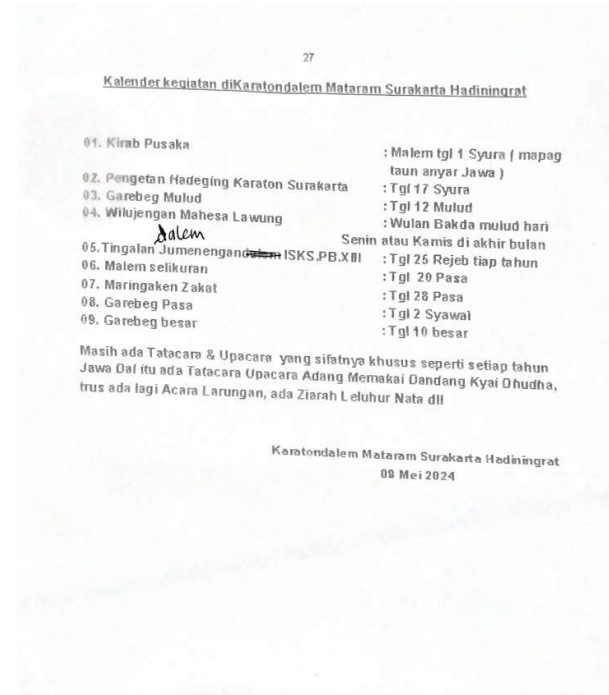 27
Kalender kegiatan diKaratondalem Mataram Surakarta Hadiningrat
01. Kirab Pusaka : Malem tgl 1 Syura ( mapag
taun anyar Jawa )
02. Pengetan Hadeging Karaton Surakarta : Tgl 17 Syura
03. Garebeg Mulud : Tgl 12 Mulud
04. Wilujengan Mahesa Lawung : Wulan Bakda mulud hari
Senin atau Kamis di akhir bulan
dalem
05.Tingalan Jumenengandalem ISKS.PB.XIII : Tgl 25 Rejeb tiap tahun
06. Malem selikuran : Tgl 20 Pasa
07. Maringaken Zakat : Tgl 28 Pasa
08. Garebeg Pasa : Tgl 2 Syawal
09. Garebeg besar : Tgl 10 besar
Masih ada Tatacara & Upacara yang sifatnya khusus seperti setiap tahun
Jawa Dal itu ada Tatacara Upacara Adang Memakai Dandang Kyai Dhudha,
trus ada lagi Acara Larungan, ada Ziarah Leluhur Nata dll
Karatondalem Mataram Surakarta Hadiningrat
09 Mei 2024